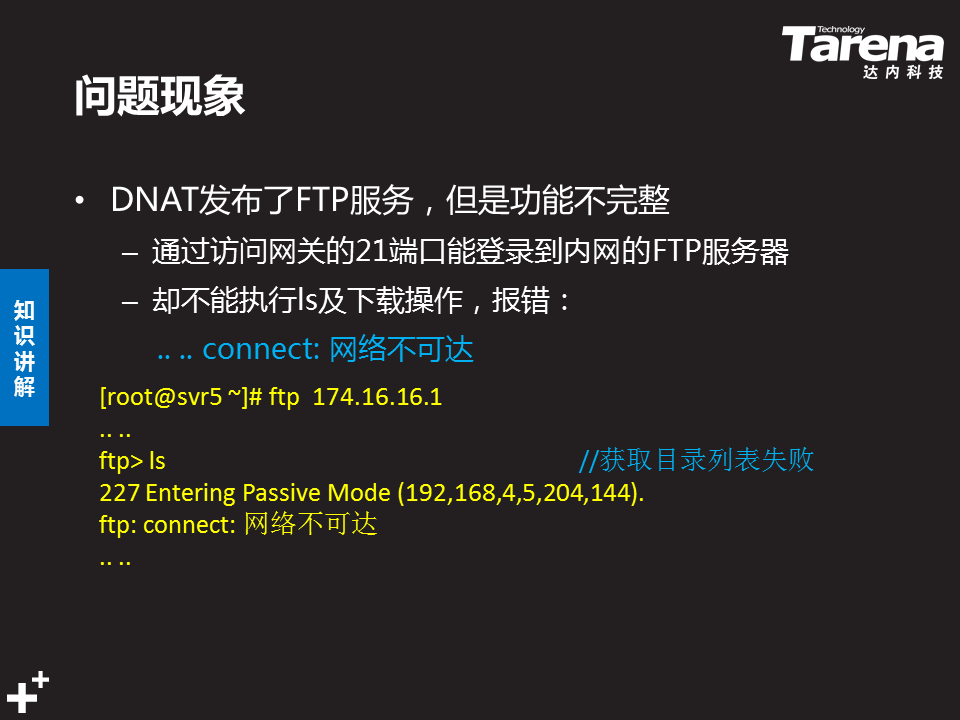 Technology
Tarena
达内科技
问题现象
• DNAT发布了FTP服务，但是功能不完整
– 通过访问网关的21端口能登录到内网的FTP服务器
– 却不能执行ls及下载操作，报错：
.. .. connect: 网络不可达
知识讲解
[root@svr5 ~]# ftp 174.16.16.1
.. ..
ftp> ls //获取目录列表失败
227 Entering Passive Mode (192,168,4,5,204,144).
ftp: connect: 网络不可达
.. ..